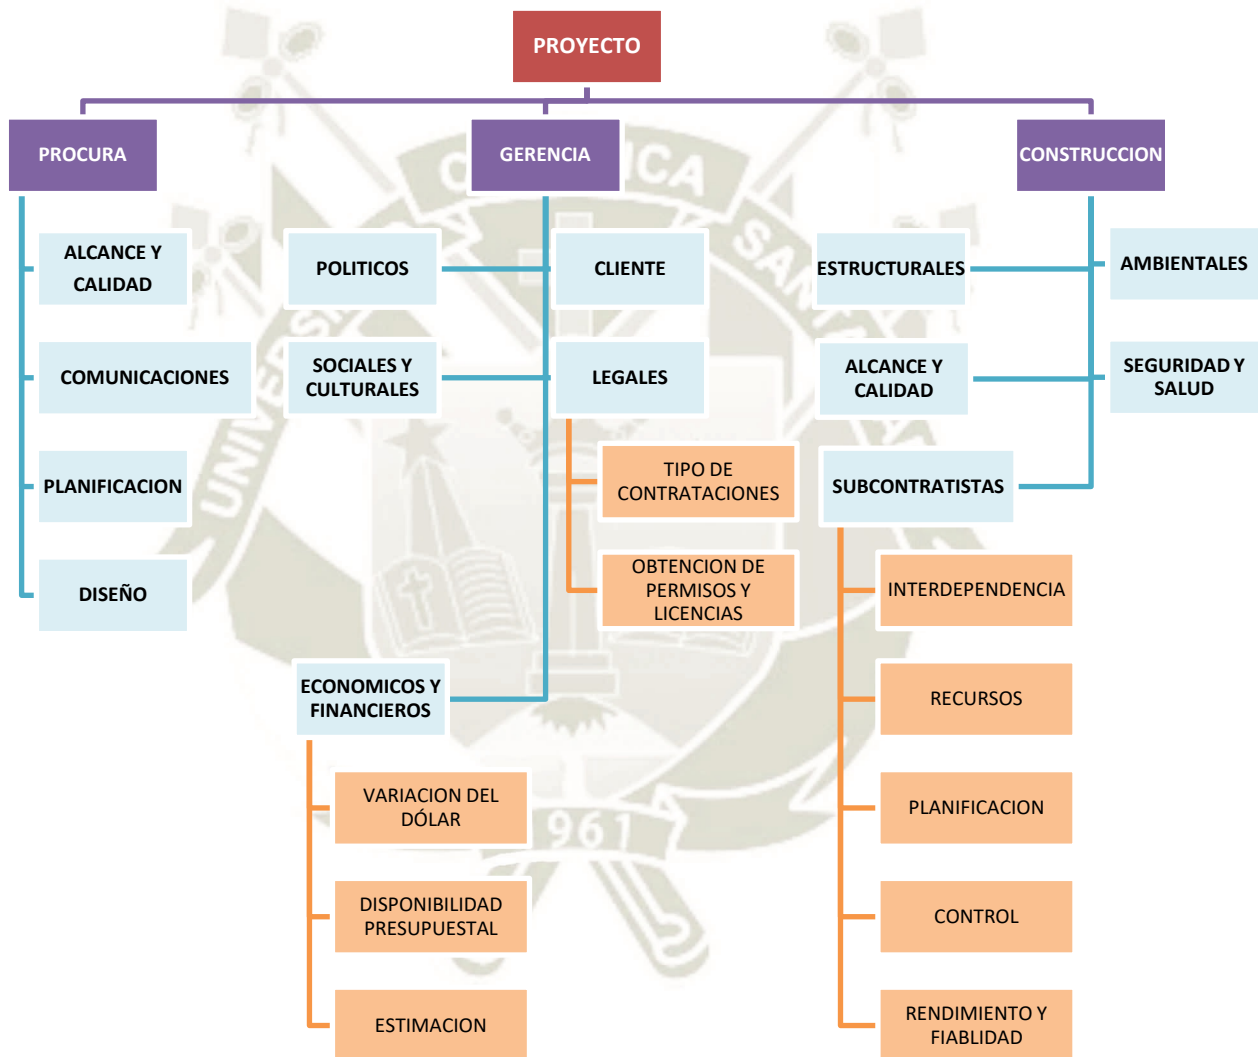 PROYECTO
PROCURA
GERENCIA
CONSTRUCCION
ALCANCE Y
CALIDAD
COMUNICACIONES
PLANIFICACION
DISEÑO
POLITICOS
CLIENTE
SOCIALES Y
CULTURALES
LEGALES
TIPO DE
CONTRATACIONES
OBTENCION DE
PERMISOS Y
LICENCIAS
ECONOMICOS Y
FINANCIEROS
VARIACION DEL
DÓLAR
DISPONIBILIDAD
PRESUPUESTAL
ESTIMACION
ESTRUCTURALES
AMBIENTALES
ALCANCE Y
CALIDAD
SEGURIDAD Y
SALUD
SUBCONTRATISTAS
INTERDEPENDENCIA
RECURSOS
PLANIFICACION
CONTROL
RENDIMIENTO Y
FIABLIDAD
961